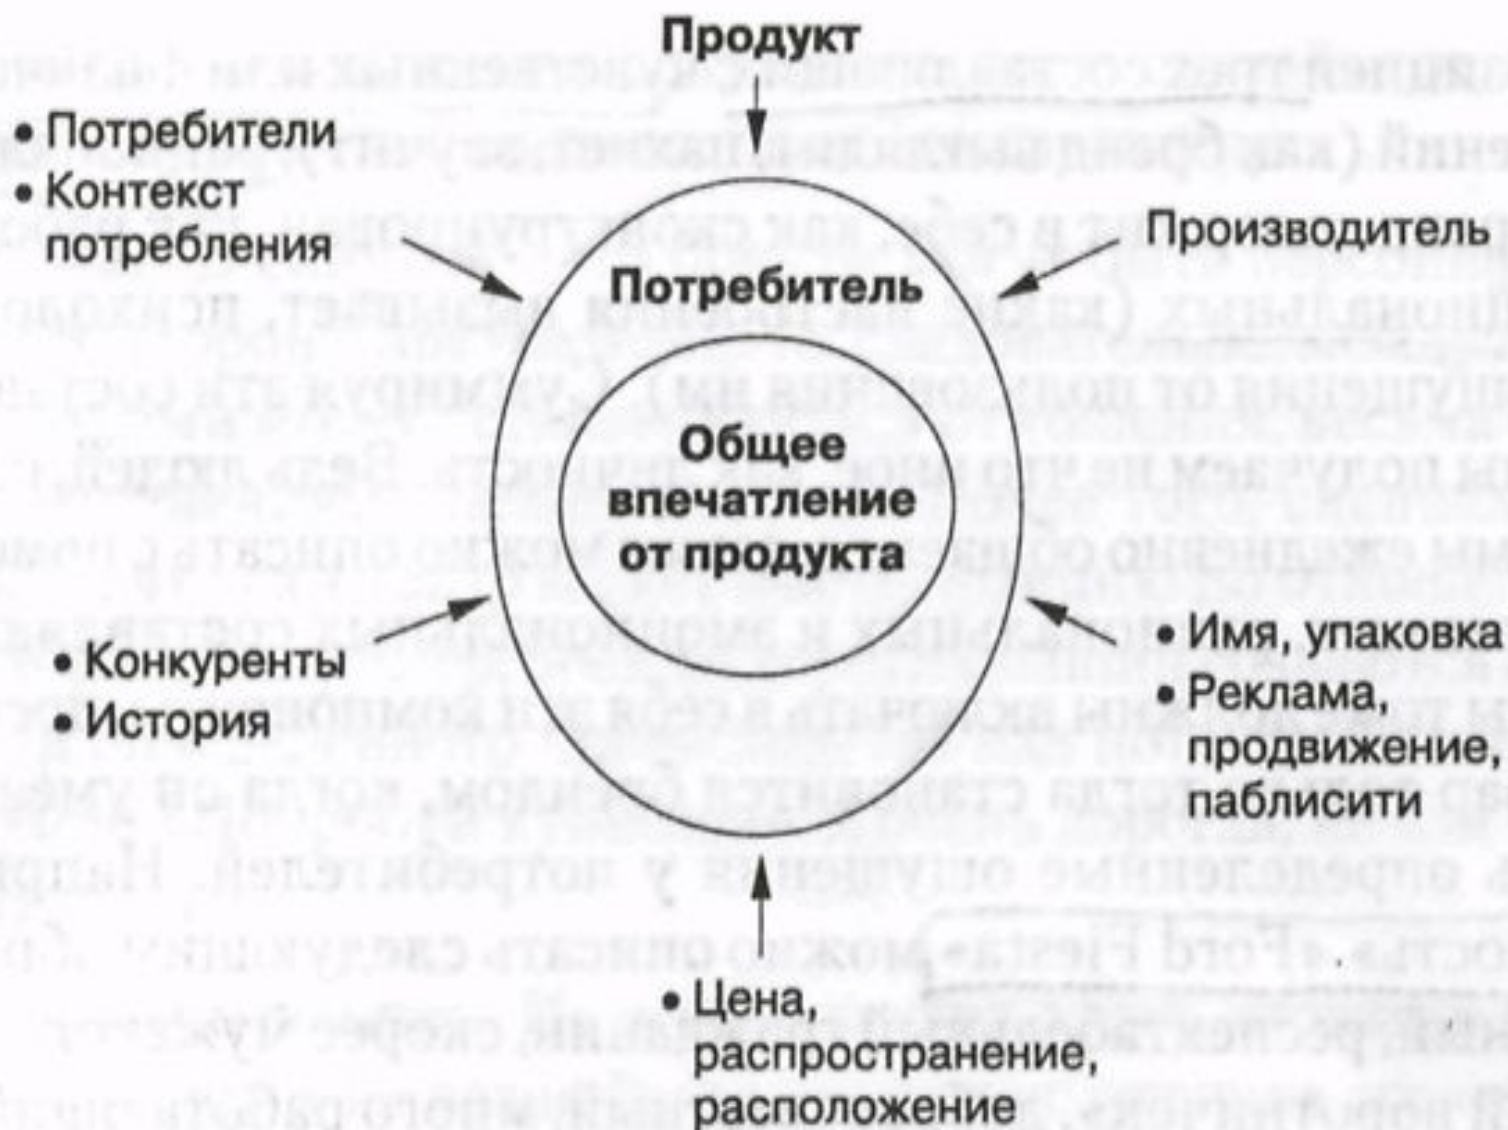 Продукт
• Потребители
• Контекст
потребления
Производитель
Потребитель
Общее
впечатление
от продукта
• Конкуренты
• История
• Имя, упаковка
• Реклама,
продвижение,
паблисити
• Цена,
распространение,
расположение